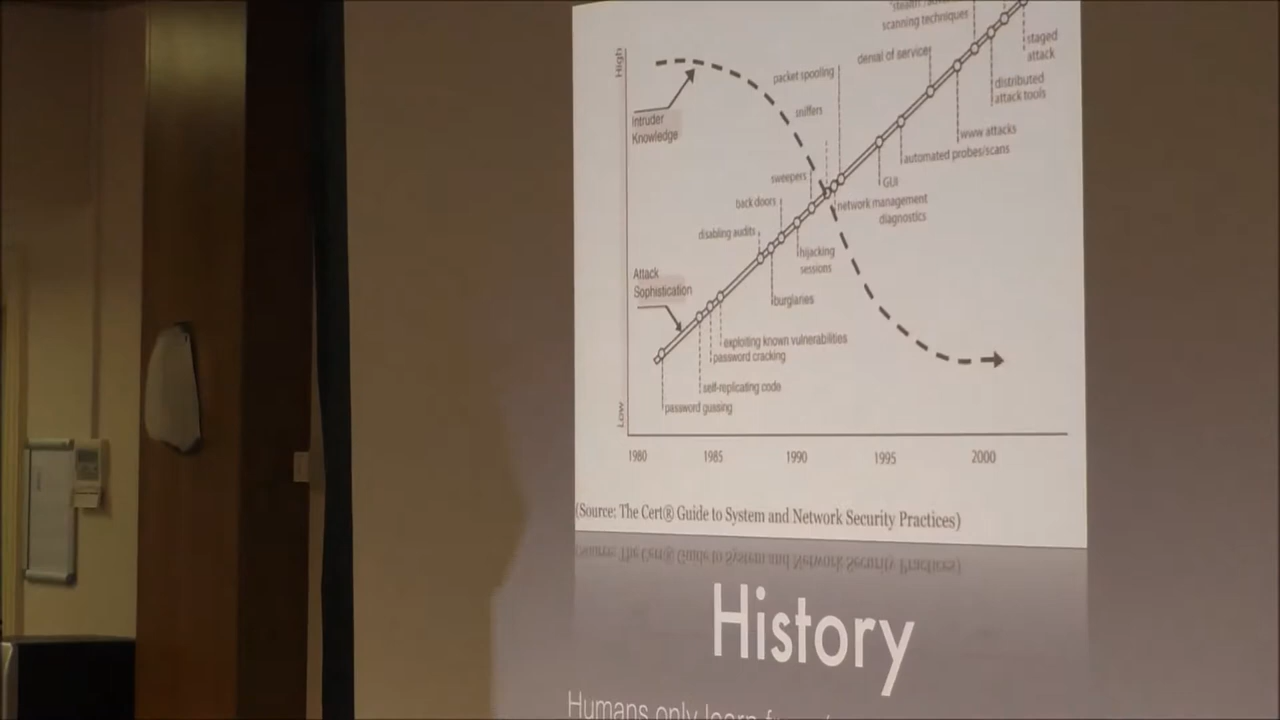 scanning techniques
staged
attack
High
denial of service
packet spooling
distributed
attack tools
sniffers
Intruder
Knowledge
www attacks
automated probes/scans
sweepers
GUI
back doors
network management
diagnostics
disabling audits
hijacking
sessions
Attack
Sophistication
burglaries
exploiting known vulnerabilities
password cracking
self-replicating code
Low
password gussing
1980 1985 1990 1995 2000
(Source: The Cert® Guide to System and Network Security Practices)
History
Humans only learn